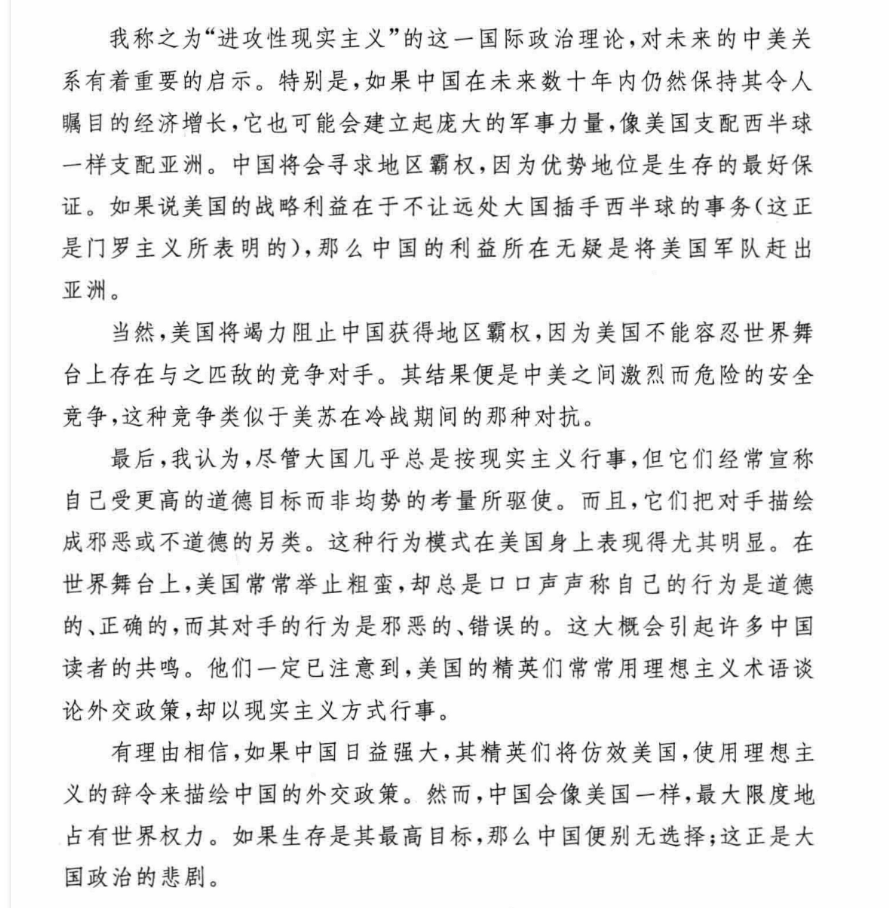 我称之为“进攻性现实主义”的这一国际政治理论,对未来的中美关
系有着重要的启示。特别是,如果中国在未来数十年内仍然保持其令人
瞩目的经济增长,它也可能会建立起庞大的军事力量,像美国支配西半球
一样支配亚洲。中国将会寻求地区霸权,因为优势地位是生存的最好保
证。如果说美国的战略利益在于不让远处大国插手西半球的事务(这正
是门罗主义所表明的),那么中国的利益所在无疑是将美国军队赶出
亚洲。
当然,美国将竭力阻止中国获得地区霸权,因为美国不能容忍世界舞
台上存在与之匹敌的竞争对手。其结果便是中美之间激烈而危险的安全
竞争,这种竞争类似于美苏在冷战期间的那种对抗。
最后,我认为,尽管大国几乎总是按现实主义行事,但它们经常宣称
自己受更高的道德目标而非均势的考量所驱使。而且,它们把对手描绘
成邪恶或不道德的另类。这种行为模式在美国身上表现得尤其明显。在
世界舞台上,美国常常举止粗蛮,却总是口口声声称自己的行为是道德
的、正确的,而其对手的行为是邪恶的、错误的。这大概会引起许多中国
读者的共鸣。他们一定已注意到,美国的精英们常常用理想主义术语谈
论外交政策,却以现实主义方式行事。
有理由相信,如果中国日益强大,其精英们将仿效美国,使用理想主
义的辞令来描绘中国的外交政策。然而,中国会像美国一样,最大限度地
占有世界权力。如果生存是其最高目标,那么中国便别无选择;这正是大
国政治的悲剧。